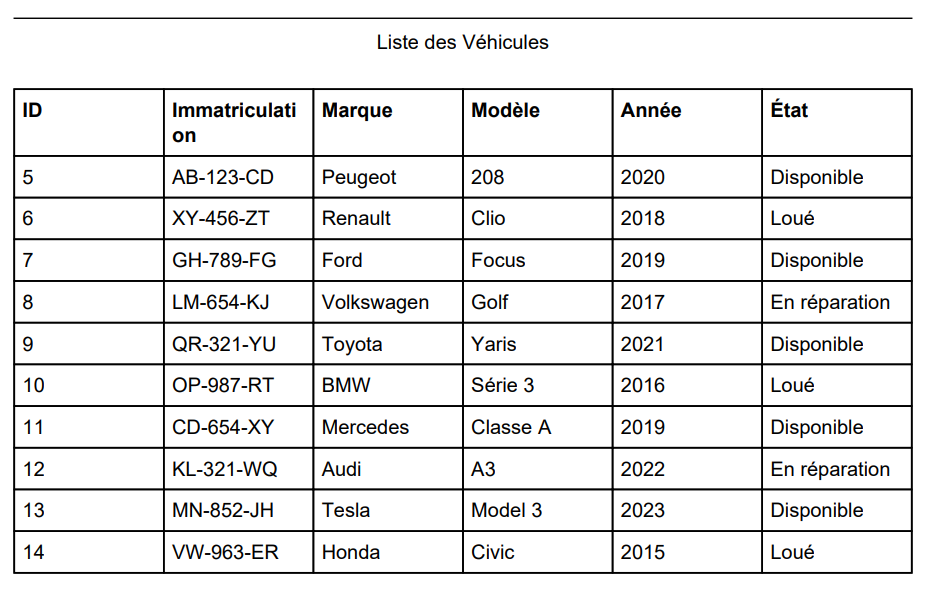 Liste des Véhicules
ID Immatriculati Marque Modèle Année État
on
5 AB-123-CD Peugeot 208 2020 Disponible
6 XY-456-ZT Renault Clio 2018 Loué
7 GH-789-FG Ford Focus 2019 Disponible
8 LM-654-KJ Volkswagen Golf 2017 En réparation
9 QR-321-YU Toyota Yaris 2021 Disponible
10 OP-987-RT BMW Série 3 2016 Loué
11 CD-654-XY Mercedes Classe A 2019 Disponible
12 KL-321-WQ Audi A3 2022 En réparation
13 MN-852-JH Tesla Model 3 2023 Disponible
14 VW-963-ER Honda Civic 2015 Loué